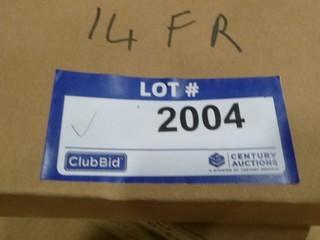 14 FR
LOT #
2004
ClubBid
CENTURY
AUCTIONS